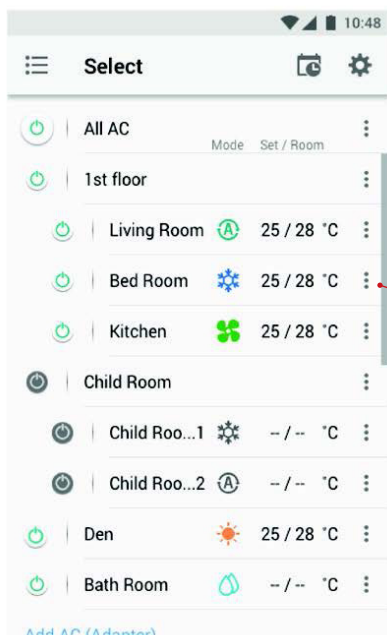 10:48
Select
All AC
Mode Set / Room
1st floor
Living Room A 25 / 28 °C
Bed Room 25 / 28 °C
Kitchen 25 / 28 °C
Child Room
Child Roo...1 -- / -- °C
Child Roo...2 A -- / -- °C
Den 25 / 28 °C
Bath Room -- / -- °C
Add AC (Adaptor)